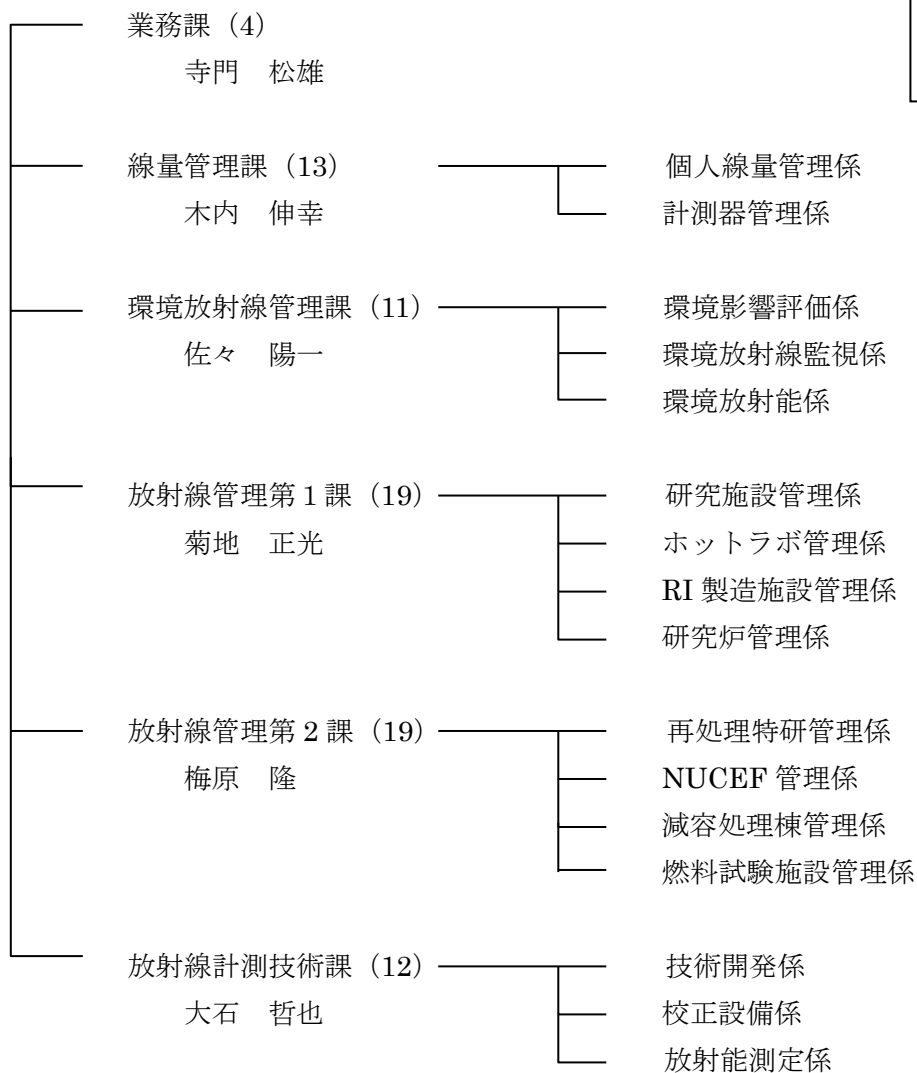 業務課（4）
寺門　松雄
線量管理課（13）　個人線量管理係
木内　伸幸　計測器管理係
環境放射線管理課（11）　環境影響評価係
佐々　陽一　環境放射線監視係
環境放射能係
放射線管理第1課（19）　研究施設管理係
菊地　正光　ホットラボ管理係
RI 製造施設管理係
研究炉管理係
放射線管理第2課（19）　再処理特研管理係
梅原　隆　NUCEF 管理係
減容処理棟管理係
燃料試験施設管理係
放射線計測技術課（12）　技術開発係
大石　哲也　校正設備係
放射能測定係